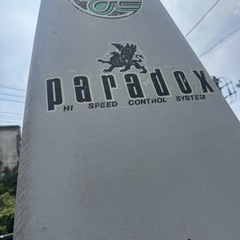 paradox
HI SPEED CONTROL SYSTEM